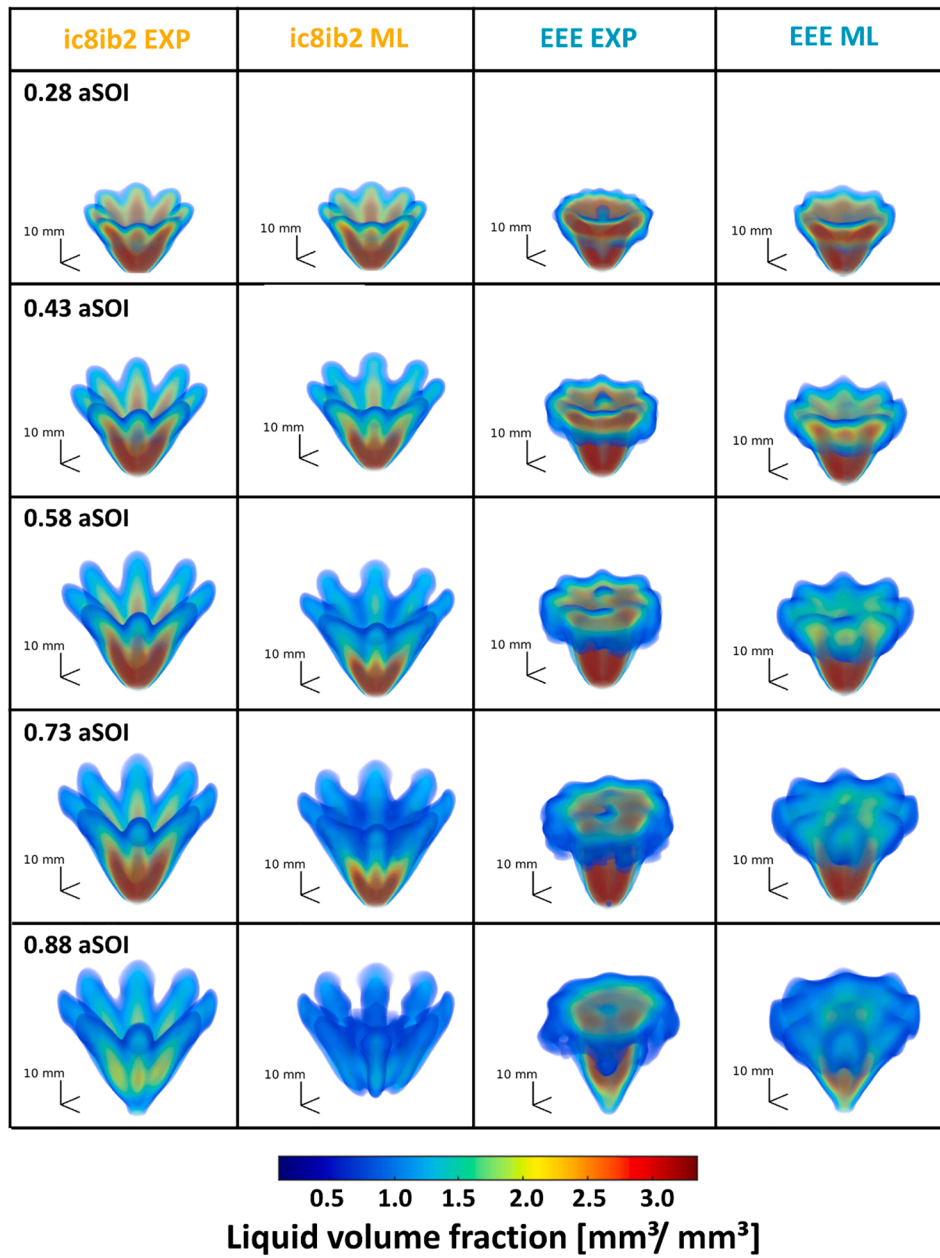 ic8ib2 EXP ic8ib2 ML EEE EXP EEE ML
0.28 aSOI
10 mm 10 mm 10 mm 10 mm
0.43 aSOI
10 mm 10 mm 10 mm 10 mm
0.58 aSOI
10 mm 10 mm 10 mm 10 mm
0.73 aSOI
10 mm 10 mm 10 mm 10 mm
0.88 aSOI
10 mm 10 mm 10 mm 10 mm
0.5 1.0 1.5 2.0 2.5 3.0
Liquid volume fraction [mm³/ mm³]